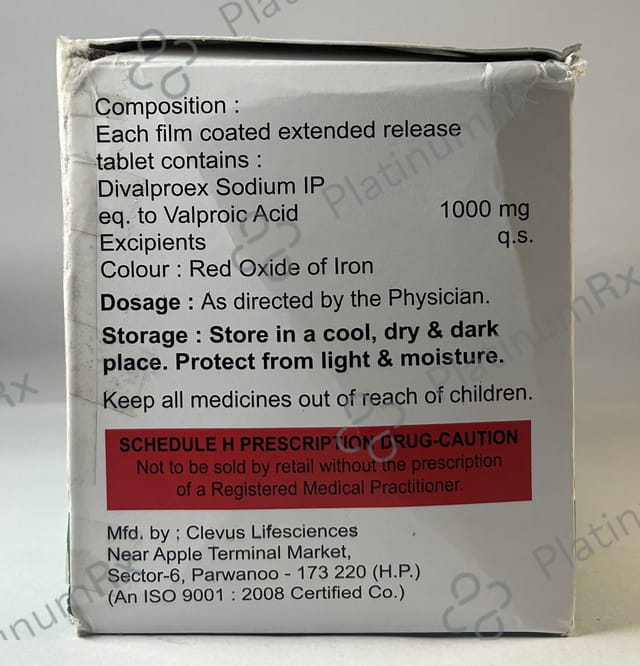 Composition :
Each film coated extended release
tablet contains :
Divalproex Sodium IP
eq. to Valproic Acid 1000 mg
Excipients q.s.
Colour : Red Oxide of Iron
Dosage : As directed by the Physician.
Storage : Store in a cool, dry & dark
place. Protect from light & moisture.
Keep all medicines out of reach of children.
SCHEDULE H PRESCRIPTION DRUG-CAUTION
Not to be sold by retail without the prescription
of a Registered Medical Practitioner.
Mfd. by ; Clevus Lifesciences
Near Apple Terminal Market,
Sector-6, Parwanoo - 173 220 (H.P.)
(An ISO 9001 : 2008 Certified Co.)
PlatinumRx
PlatinumRx